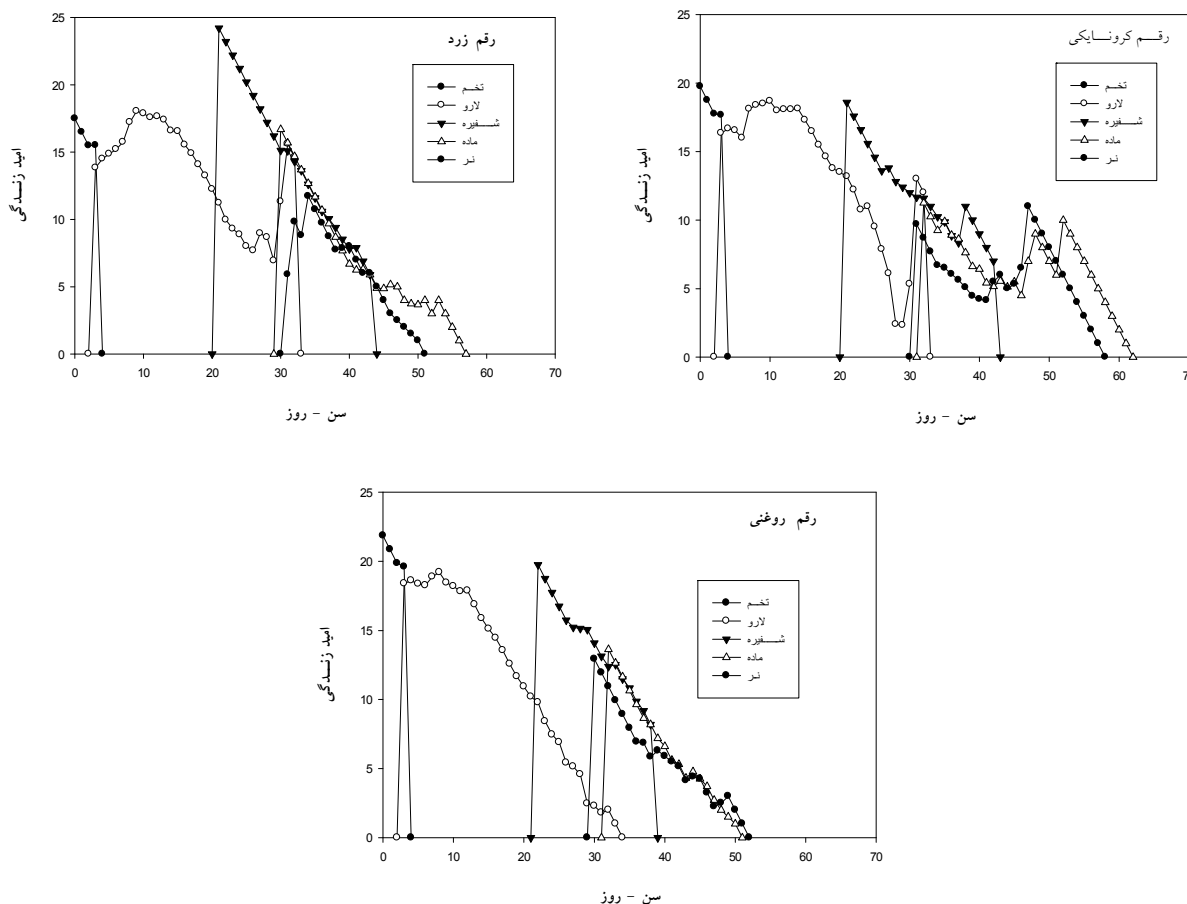 رقم زرد
تخم
لارو
شفیره
ماده
نر
امید زندگی
25
20
15
10
5
0
0 10 20 30 40 50 60 70
سن - روز
رقم کرونایکی
تخم
لارو
شفیره
ماده
نر
امید زندگی
25
20
15
10
5
0
0 10 20 30 40 50 60 70
سن - روز
رقم روغنی
تخم
لارو
شفیره
ماده
نر
امید زندگی
25
20
15
10
5
0
0 10 20 30 40 50 60 70
سن - روز